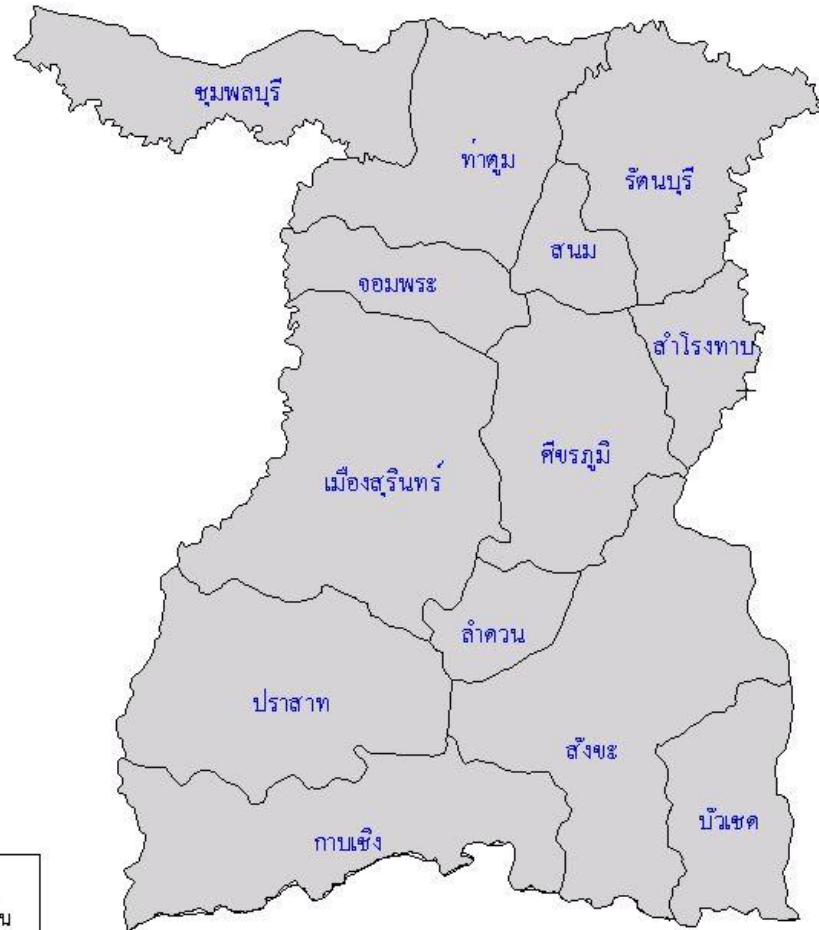 ชุมพลบุรี
ท่าตูม
รัตนบุรี
สนม
จอมพระ
สำโรงทาบ
ศีขรภูมิ
เมืองสุรินทร์
ลำดวน
ปราสาท
สังขะ
บัวเชด
กาบเชิง